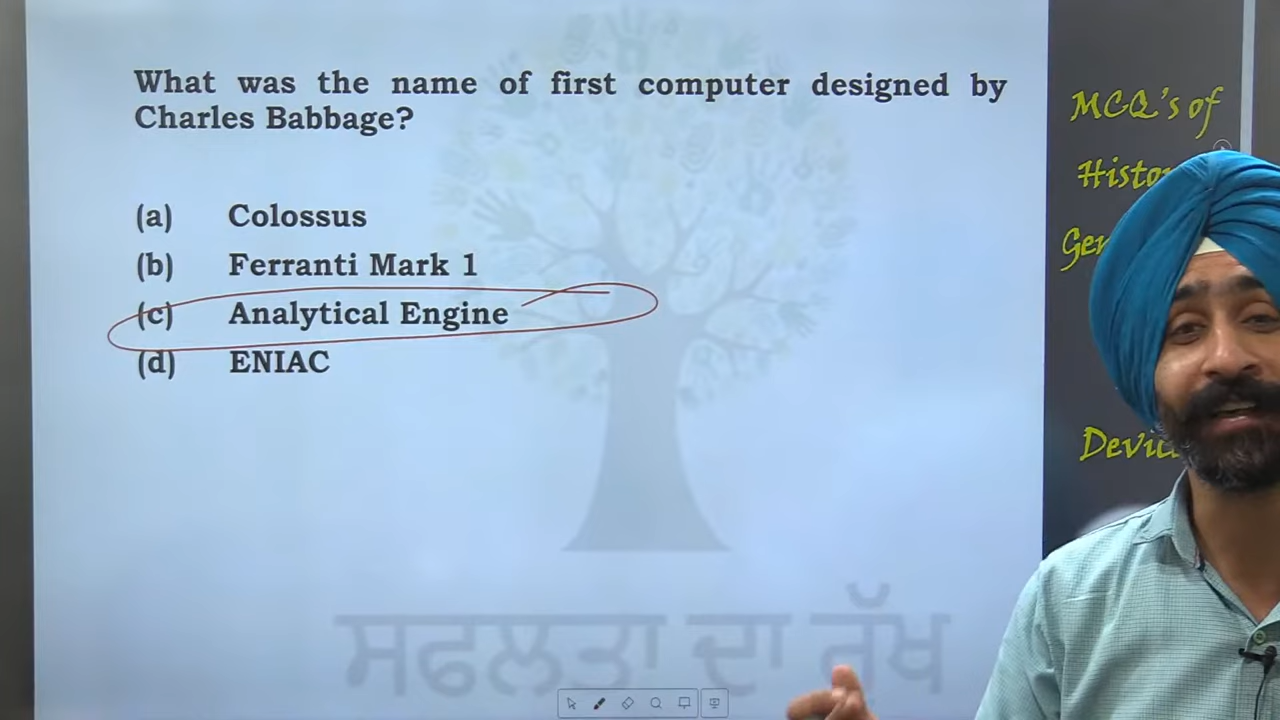 What was the name of first computer designed by
Charles Babbage?
(a) Colossus
(b) Ferranti Mark 1
(c) Analytical Engine
(d) ENIAC
ਸਫਲਤਾ ਦਾ ਰੁੱਖ
MCQ's of